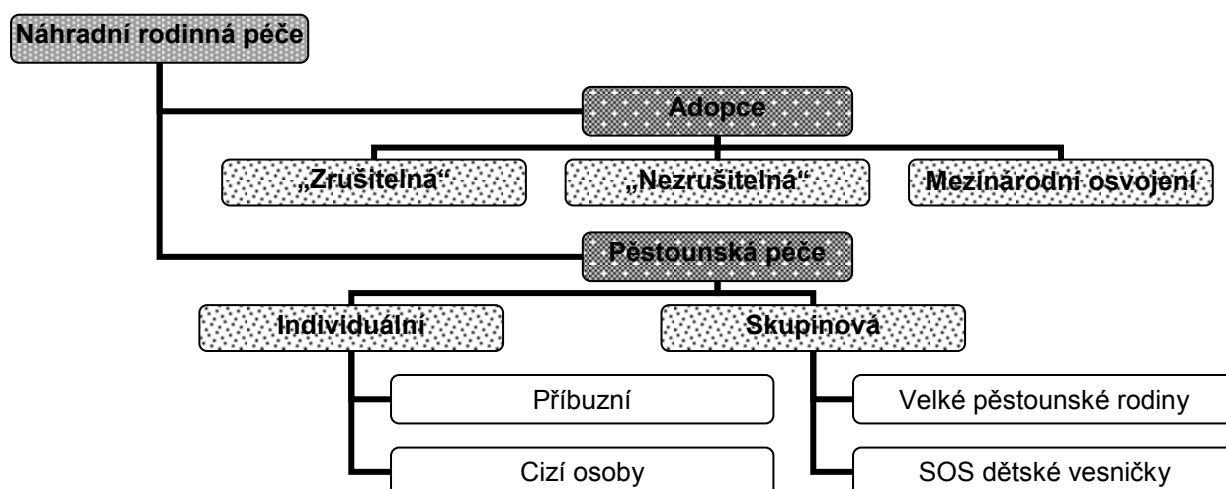 Náhradní rodinná péče
Adopce
„Zrušitelná“
„Nezrušitelná“
Mezinárodní osvojení
Pěstounská péče
Individuální
Skupinová
Příbuzní
Velké pěstounské rodiny
Cizí osoby
SOS dětské vesničky